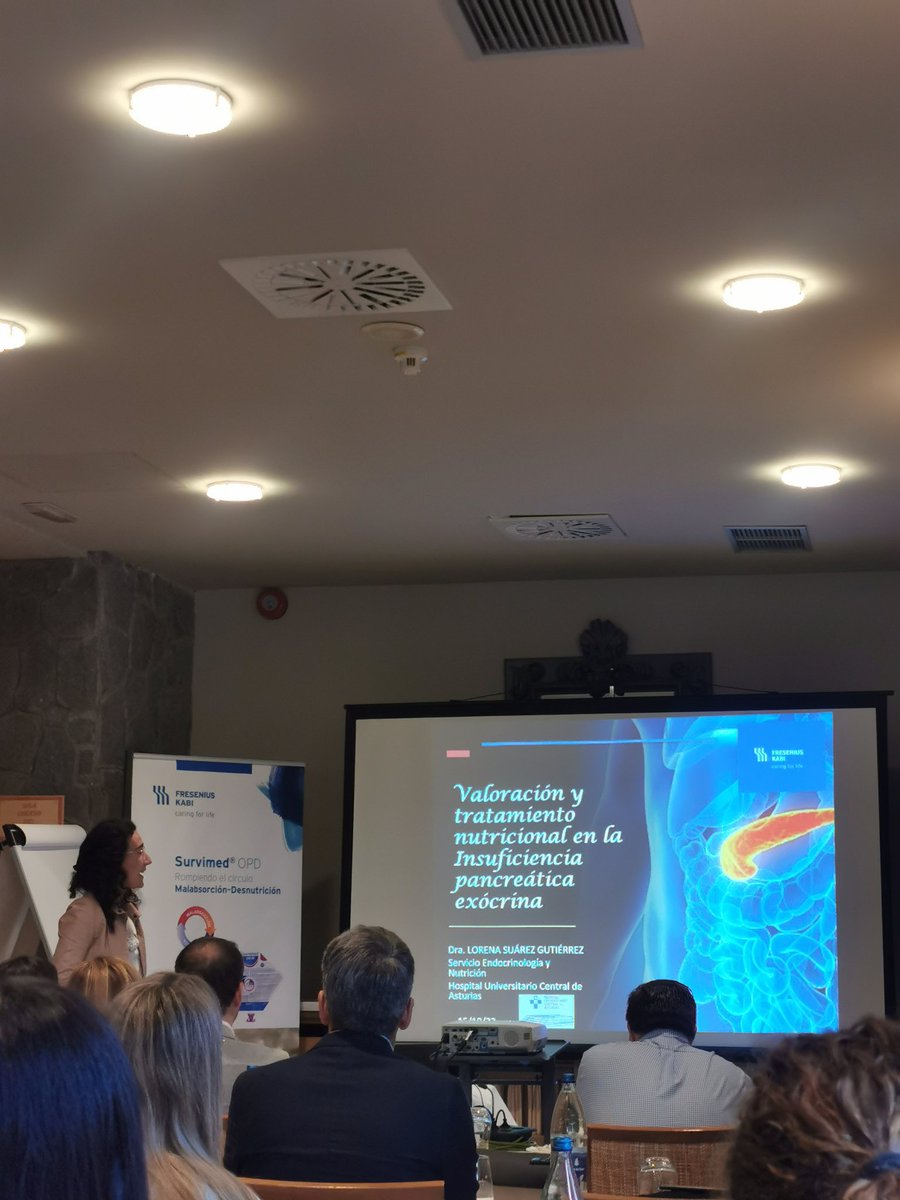 FRESENIUS
KABI
caring for life
Survimed® OPD
Rompiendo el círculo
Malabsorción-Desnutrición
FRESENIUS
KABI
caring for life
Valoración y
tratamiento
nutricional en la
Insuficiencia
pancreática
exócrina
Dra. LORENA SUÁREZ GUTIÉRREZ
Servicio Endocrinología y
Nutrición
Hospital Universitario Central de
Asturias